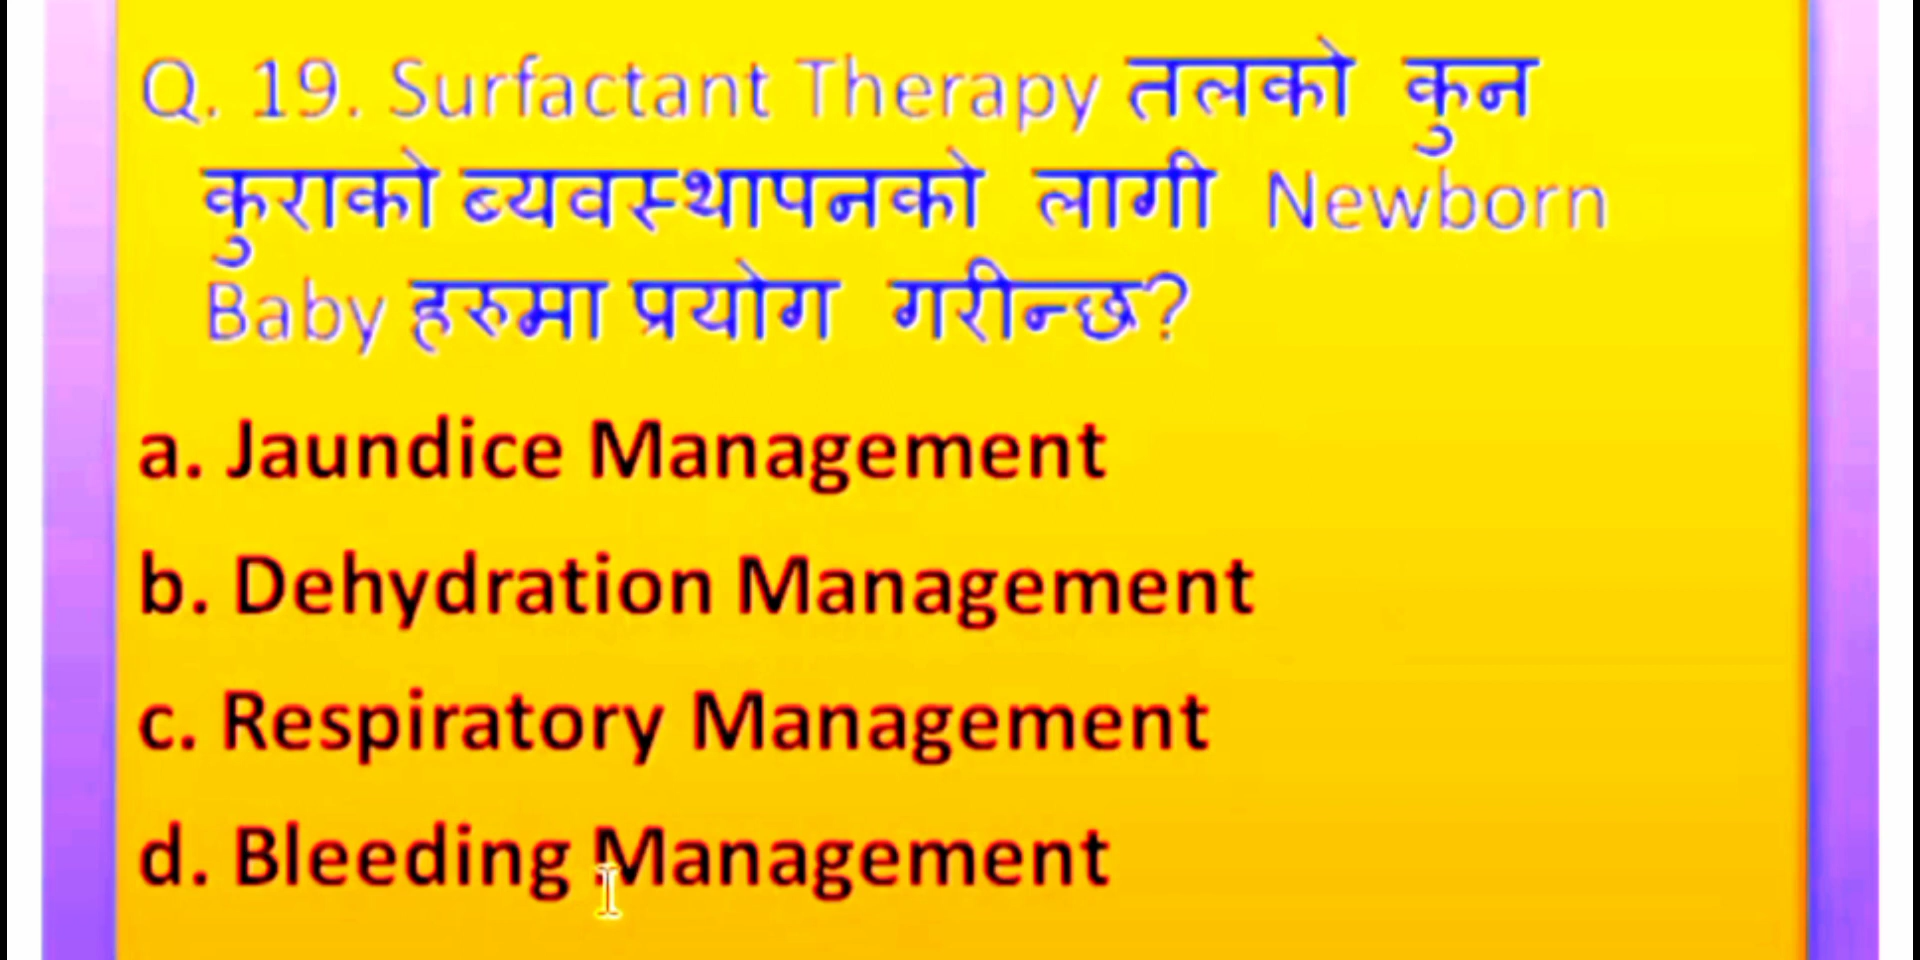 Q. 19. Surfactant Therapy तलको कुन
कुराको ब्यवस्थापनको लागी Newborn
Baby हरुमा प्रयोग गरीन्छ?
a. Jaundice Management
b. Dehydration Management
c. Respiratory Management
d. Bleeding Management